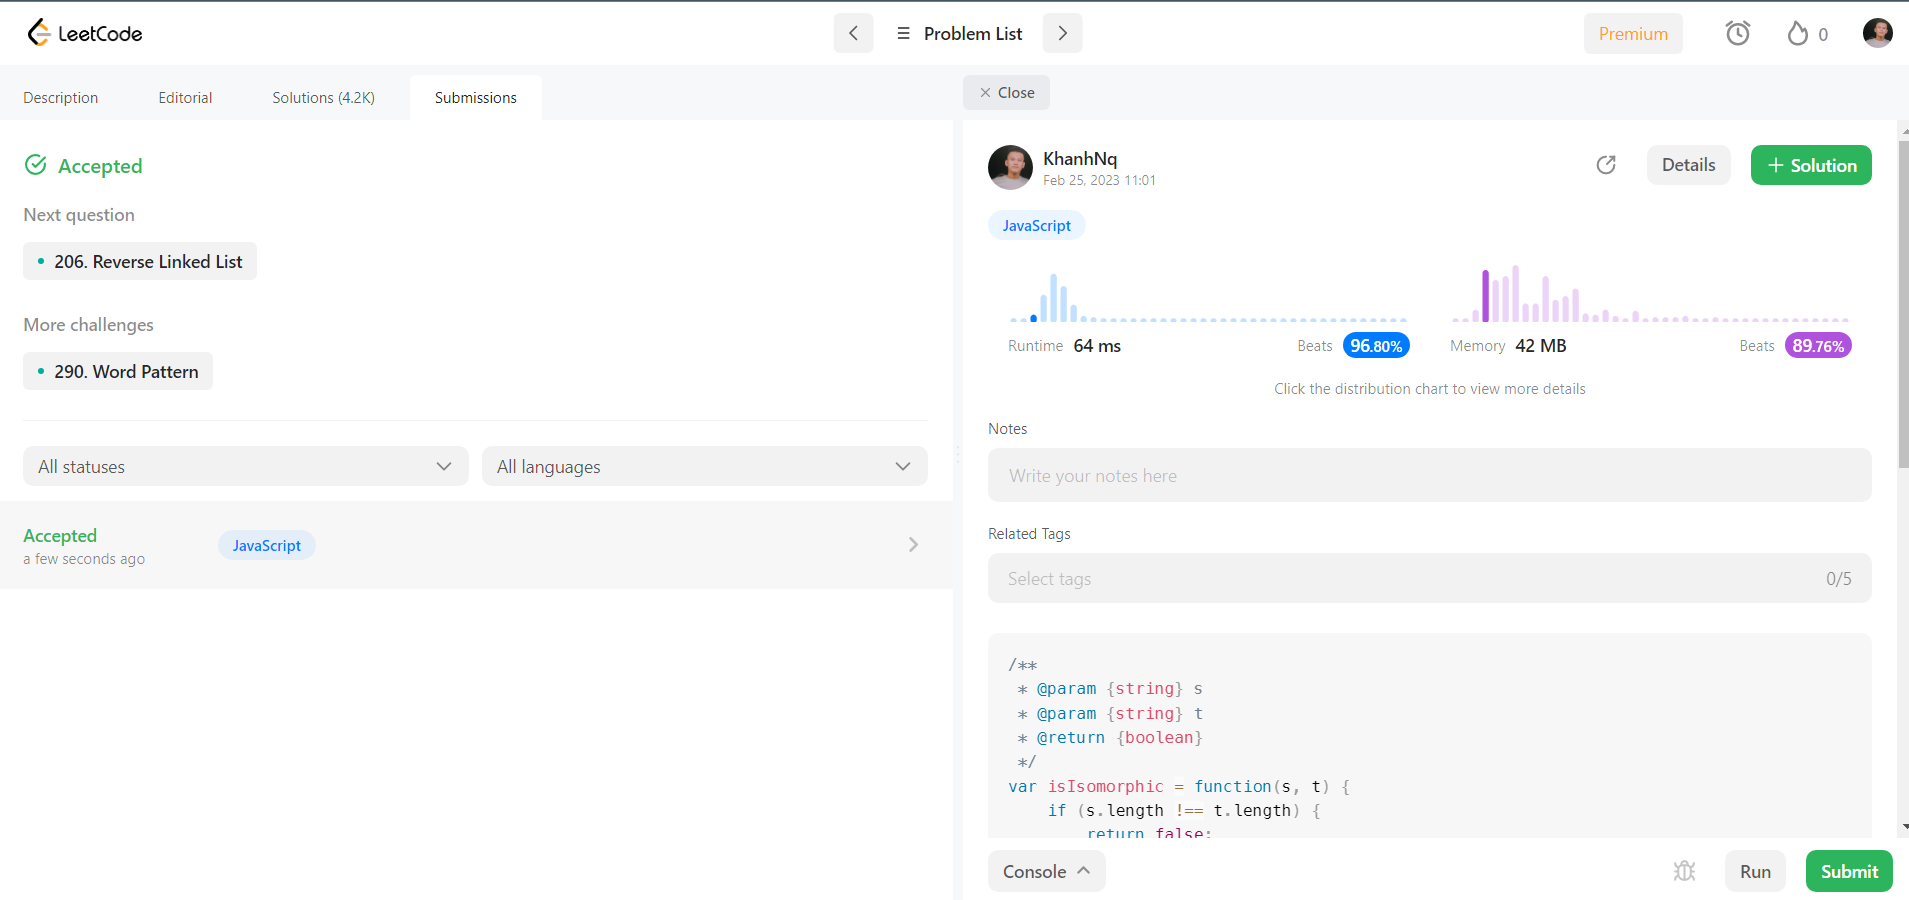 LeetCode
Problem List
Premium
0
Description
Editorial
Solutions (4.2K)
Submissions
Close
Accepted
Next question
206. Reverse Linked List
More challenges
290. Word Pattern
All statuses
All languages
Accepted
a few seconds ago
JavaScript
KhanhNq
Feb 25, 2023 11:01
Details
Solution
JavaScript
Runtime 64 ms
Beats 96.80%
Memory 42 MB
Beats 89.76%
Click the distribution chart to view more details
Notes
Write your notes here
Related Tags
Select tags
0/5
/**
* @param {string} s
* @param {string} t
* @return {boolean}
*/
var isIsomorphic = function(s, t) {
if (s.length !== t.length) {
return false;
Console
Run
Submit